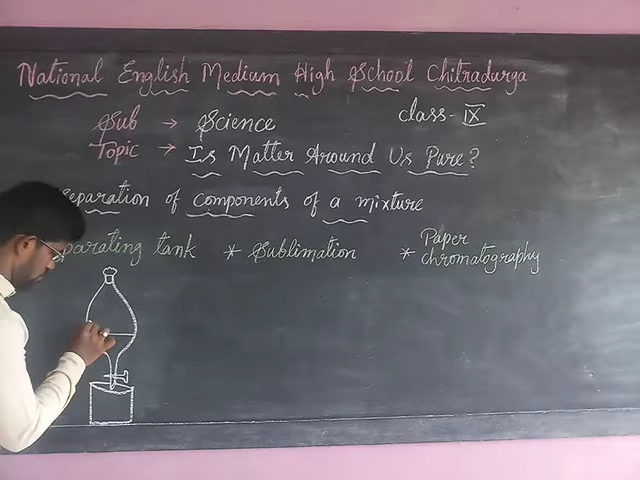 National English Medium High School Chitradurga
Sub → Science
class - IX
Topic → Is Matter Around Us Pure?
separation of components of a mixture
parating tank * Sublimation * Paper chromatography